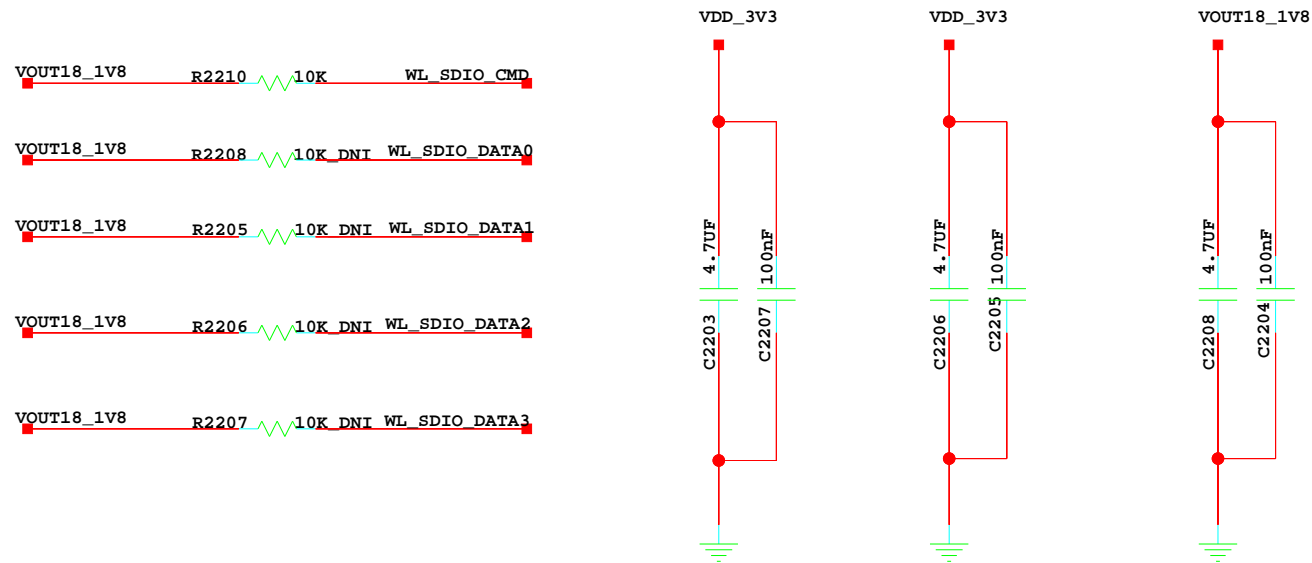 VDD_3V3
VDD_3V3
VOUT18_1V8
VOUT18_1V8 R2210 10K WL_SDIO_CMD
VOUT18_1V8 R2208 10K_DNI WL_SDIO_DATA0
VOUT18_1V8 R2205 10K_DNI WL_SDIO_DATA1
VOUT18_1V8 R2206 10K_DNI WL_SDIO_DATA2
VOUT18_1V8 R2207 10K_DNI WL_SDIO_DATA3
4.7UF
100nF
C2203
C2207
4.7UF
100nF
C2206
C2205
4.7UF
100nF
C2208
C2204